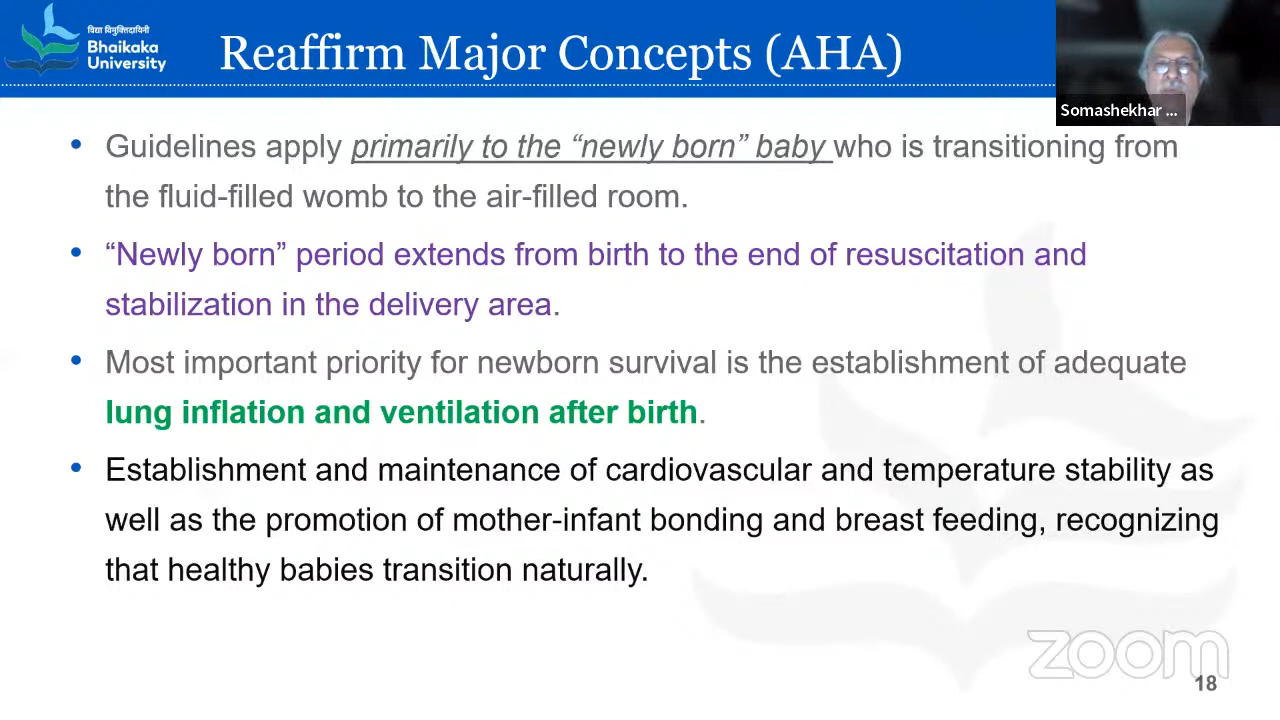 विद्या विमुक्तिदायिनी
Bhaikaka
University
Reaffirm Major Concepts (AHA)
Somashekhar ...
• Guidelines apply primarily to the “newly born” baby who is transitioning from
the fluid-filled womb to the air-filled room.
• “Newly born” period extends from birth to the end of resuscitation and
stabilization in the delivery area.
• Most important priority for newborn survival is the establishment of adequate
lung inflation and ventilation after birth.
• Establishment and maintenance of cardiovascular and temperature stability as
well as the promotion of mother-infant bonding and breast feeding, recognizing
that healthy babies transition naturally.
zoom
18